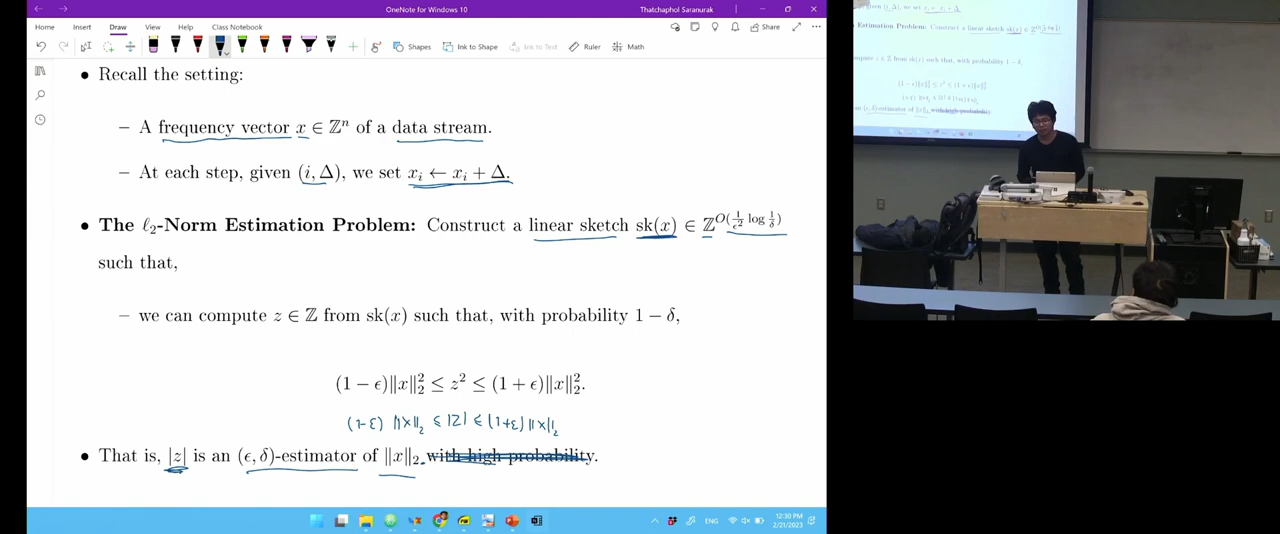 OneNote for Windows 10
Thatchaphol Saranurak
Home Insert Draw View Help Class Notebook
Share
Shapes Ink to Shape Ink to Text Ruler Math
• Recall the setting:
– A frequency vector x ∈ ℤⁿ of a data stream.
– At each step, given (i, Δ), we set xᵢ ← xᵢ + Δ.
• The ℓ₂-Norm Estimation Problem: Construct a linear sketch sk(x) ∈ ℤ^{O(\frac{1}{ϵ²} log \frac{1}{δ})}
such that,
– we can compute z ∈ ℤ from sk(x) such that, with probability 1 − δ,
(1 − ϵ)‖x‖₂² ≤ z² ≤ (1 + ϵ)‖x‖₂².
(1-ε) ‖x‖₂ ≤ |z| ≤ (1+ε) ‖x‖₂
• That is, |z| is an (ϵ, δ)-estimator of ‖x‖₂ with high probability.
ENG
12:30 PM
2/21/2023